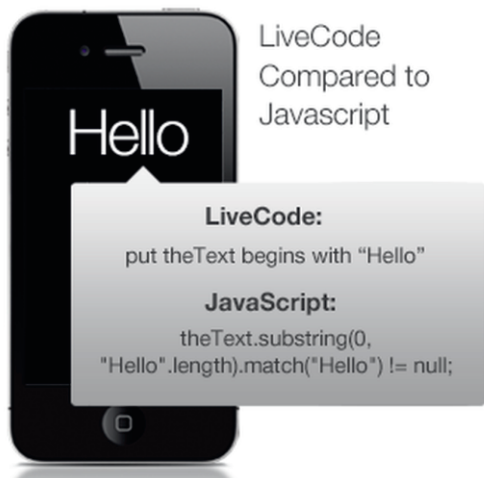 LiveCode
Compared to
Javascript
Hello
LiveCode:
put theText begins with “Hello”
JavaScript:
theText.substring(0,
"Hello".length).match("Hello") != null;